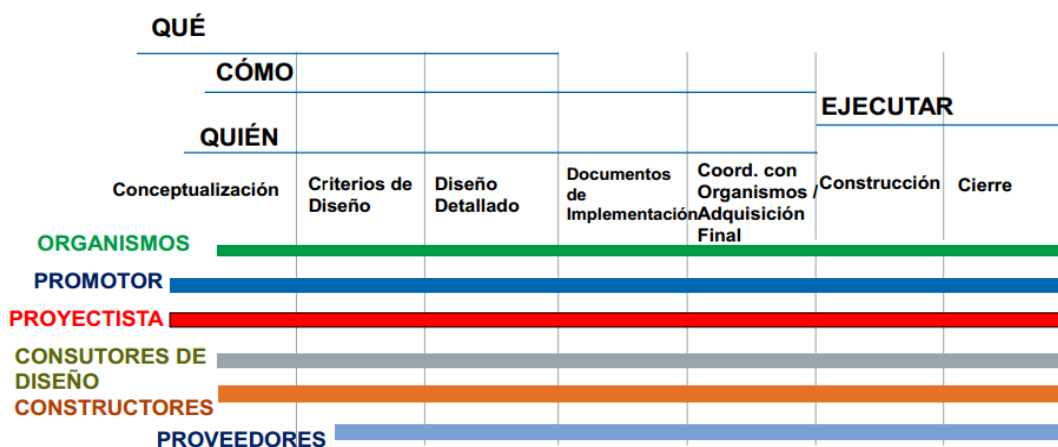 QUÉ
CÓMO
EJECUTAR
QUIÉN
Conceptualización
Criterios de
Diseño
Diseño
Detallado
Documentos
de
Implementación
Coord. con
Organismos /
Adquisición
Final
Construcción
Cierre
ORGANISMOS
PROMOTOR
PROYECTISTA
CONSUTORES DE
DISEÑO
CONSTRUCTORES
PROVEEDORES